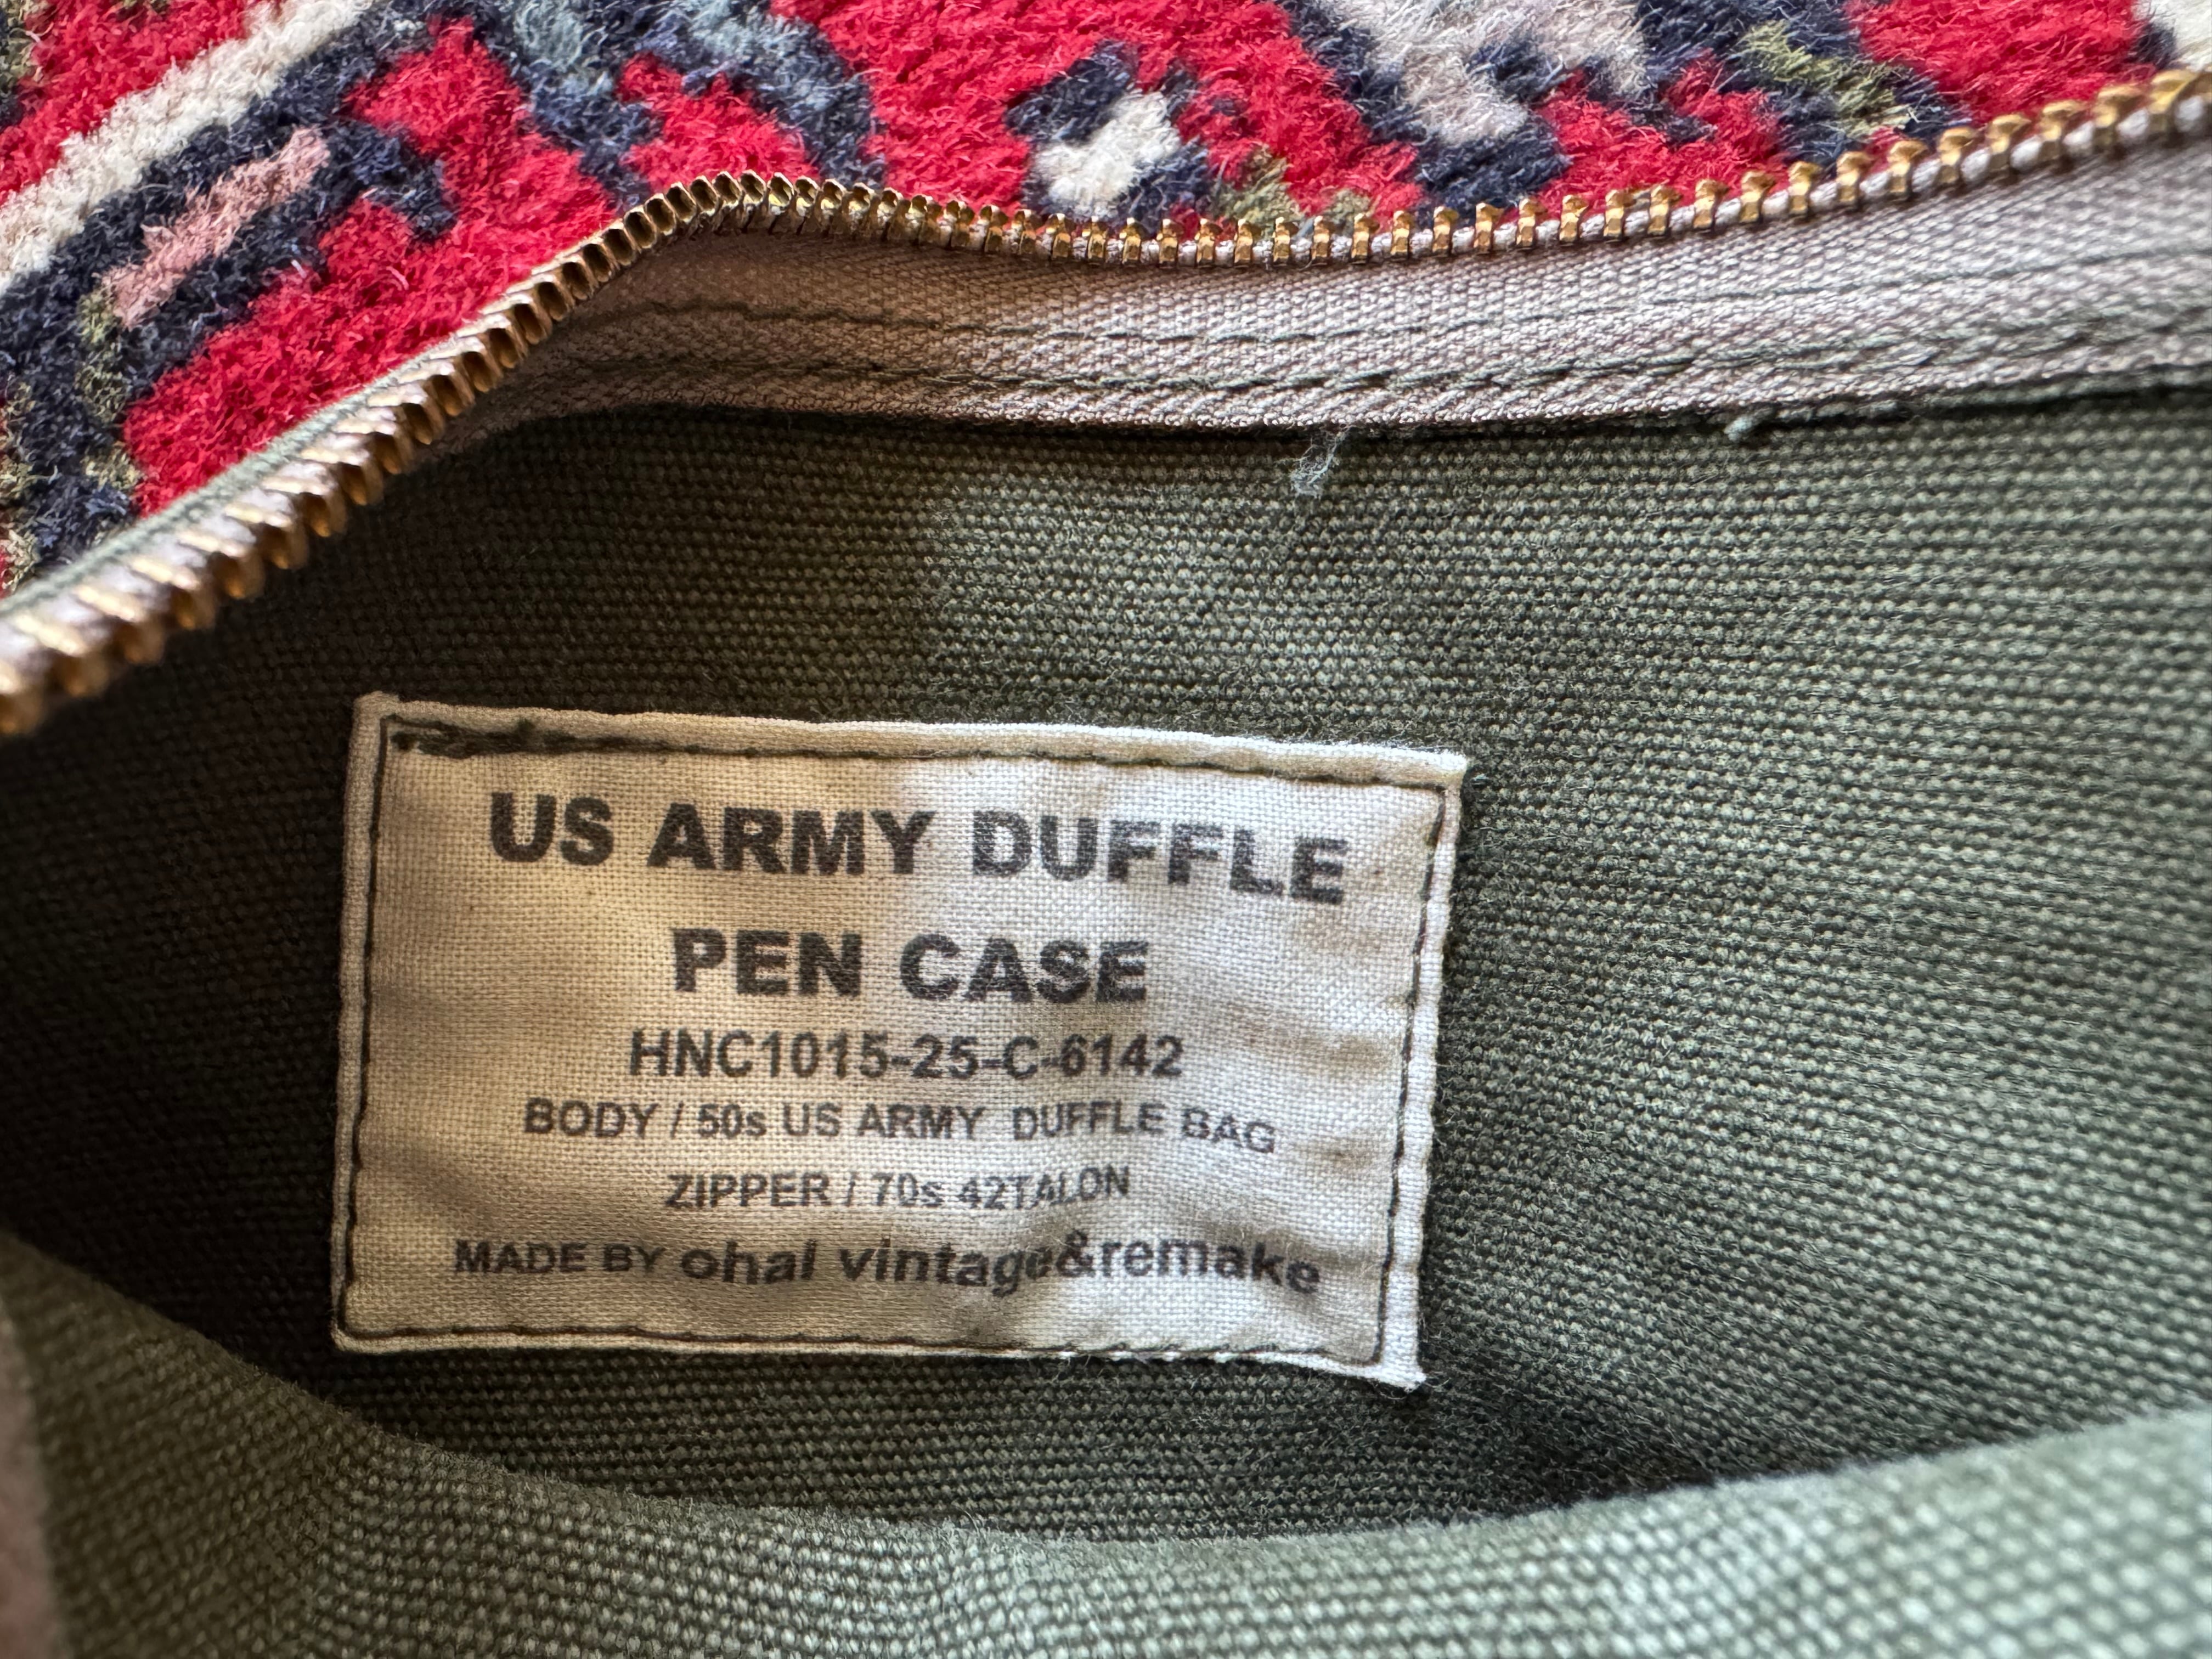 US ARMY DUFFLE
PEN CASE
HNC1015-25-C-6142
BODY / 50s US ARMY DUFFLE BAG
ZIPPER / 70s 42TALON
MADE BY ohal vintage&remake